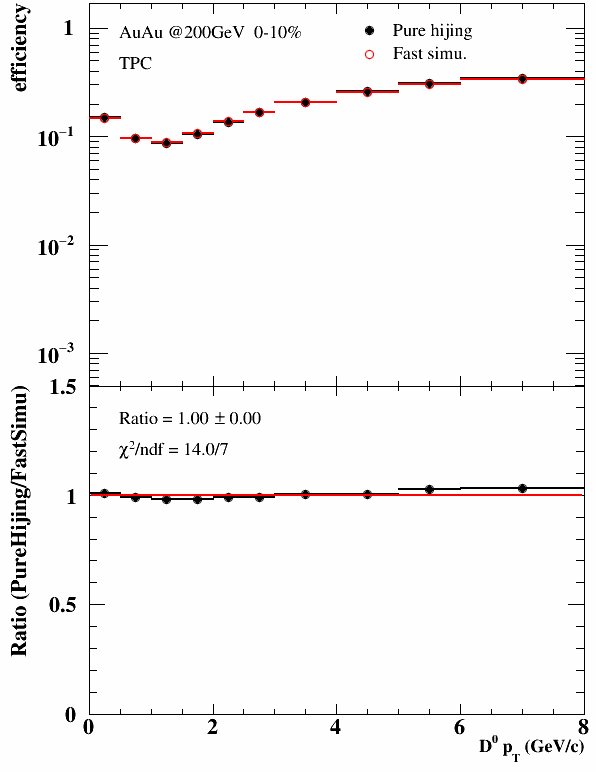 efficiency
1
10⁻¹
10⁻²
10⁻³
AuAu @200GeV 0-10%
TPC
Pure hijing
Fast simu.
Ratio (PureHijing/FastSimu)
1.5
1
0.5
0
Ratio = 1.00 ± 0.00
χ²/ndf = 14.0/7
0 2 4 6 8
D⁰ p_T (GeV/c)